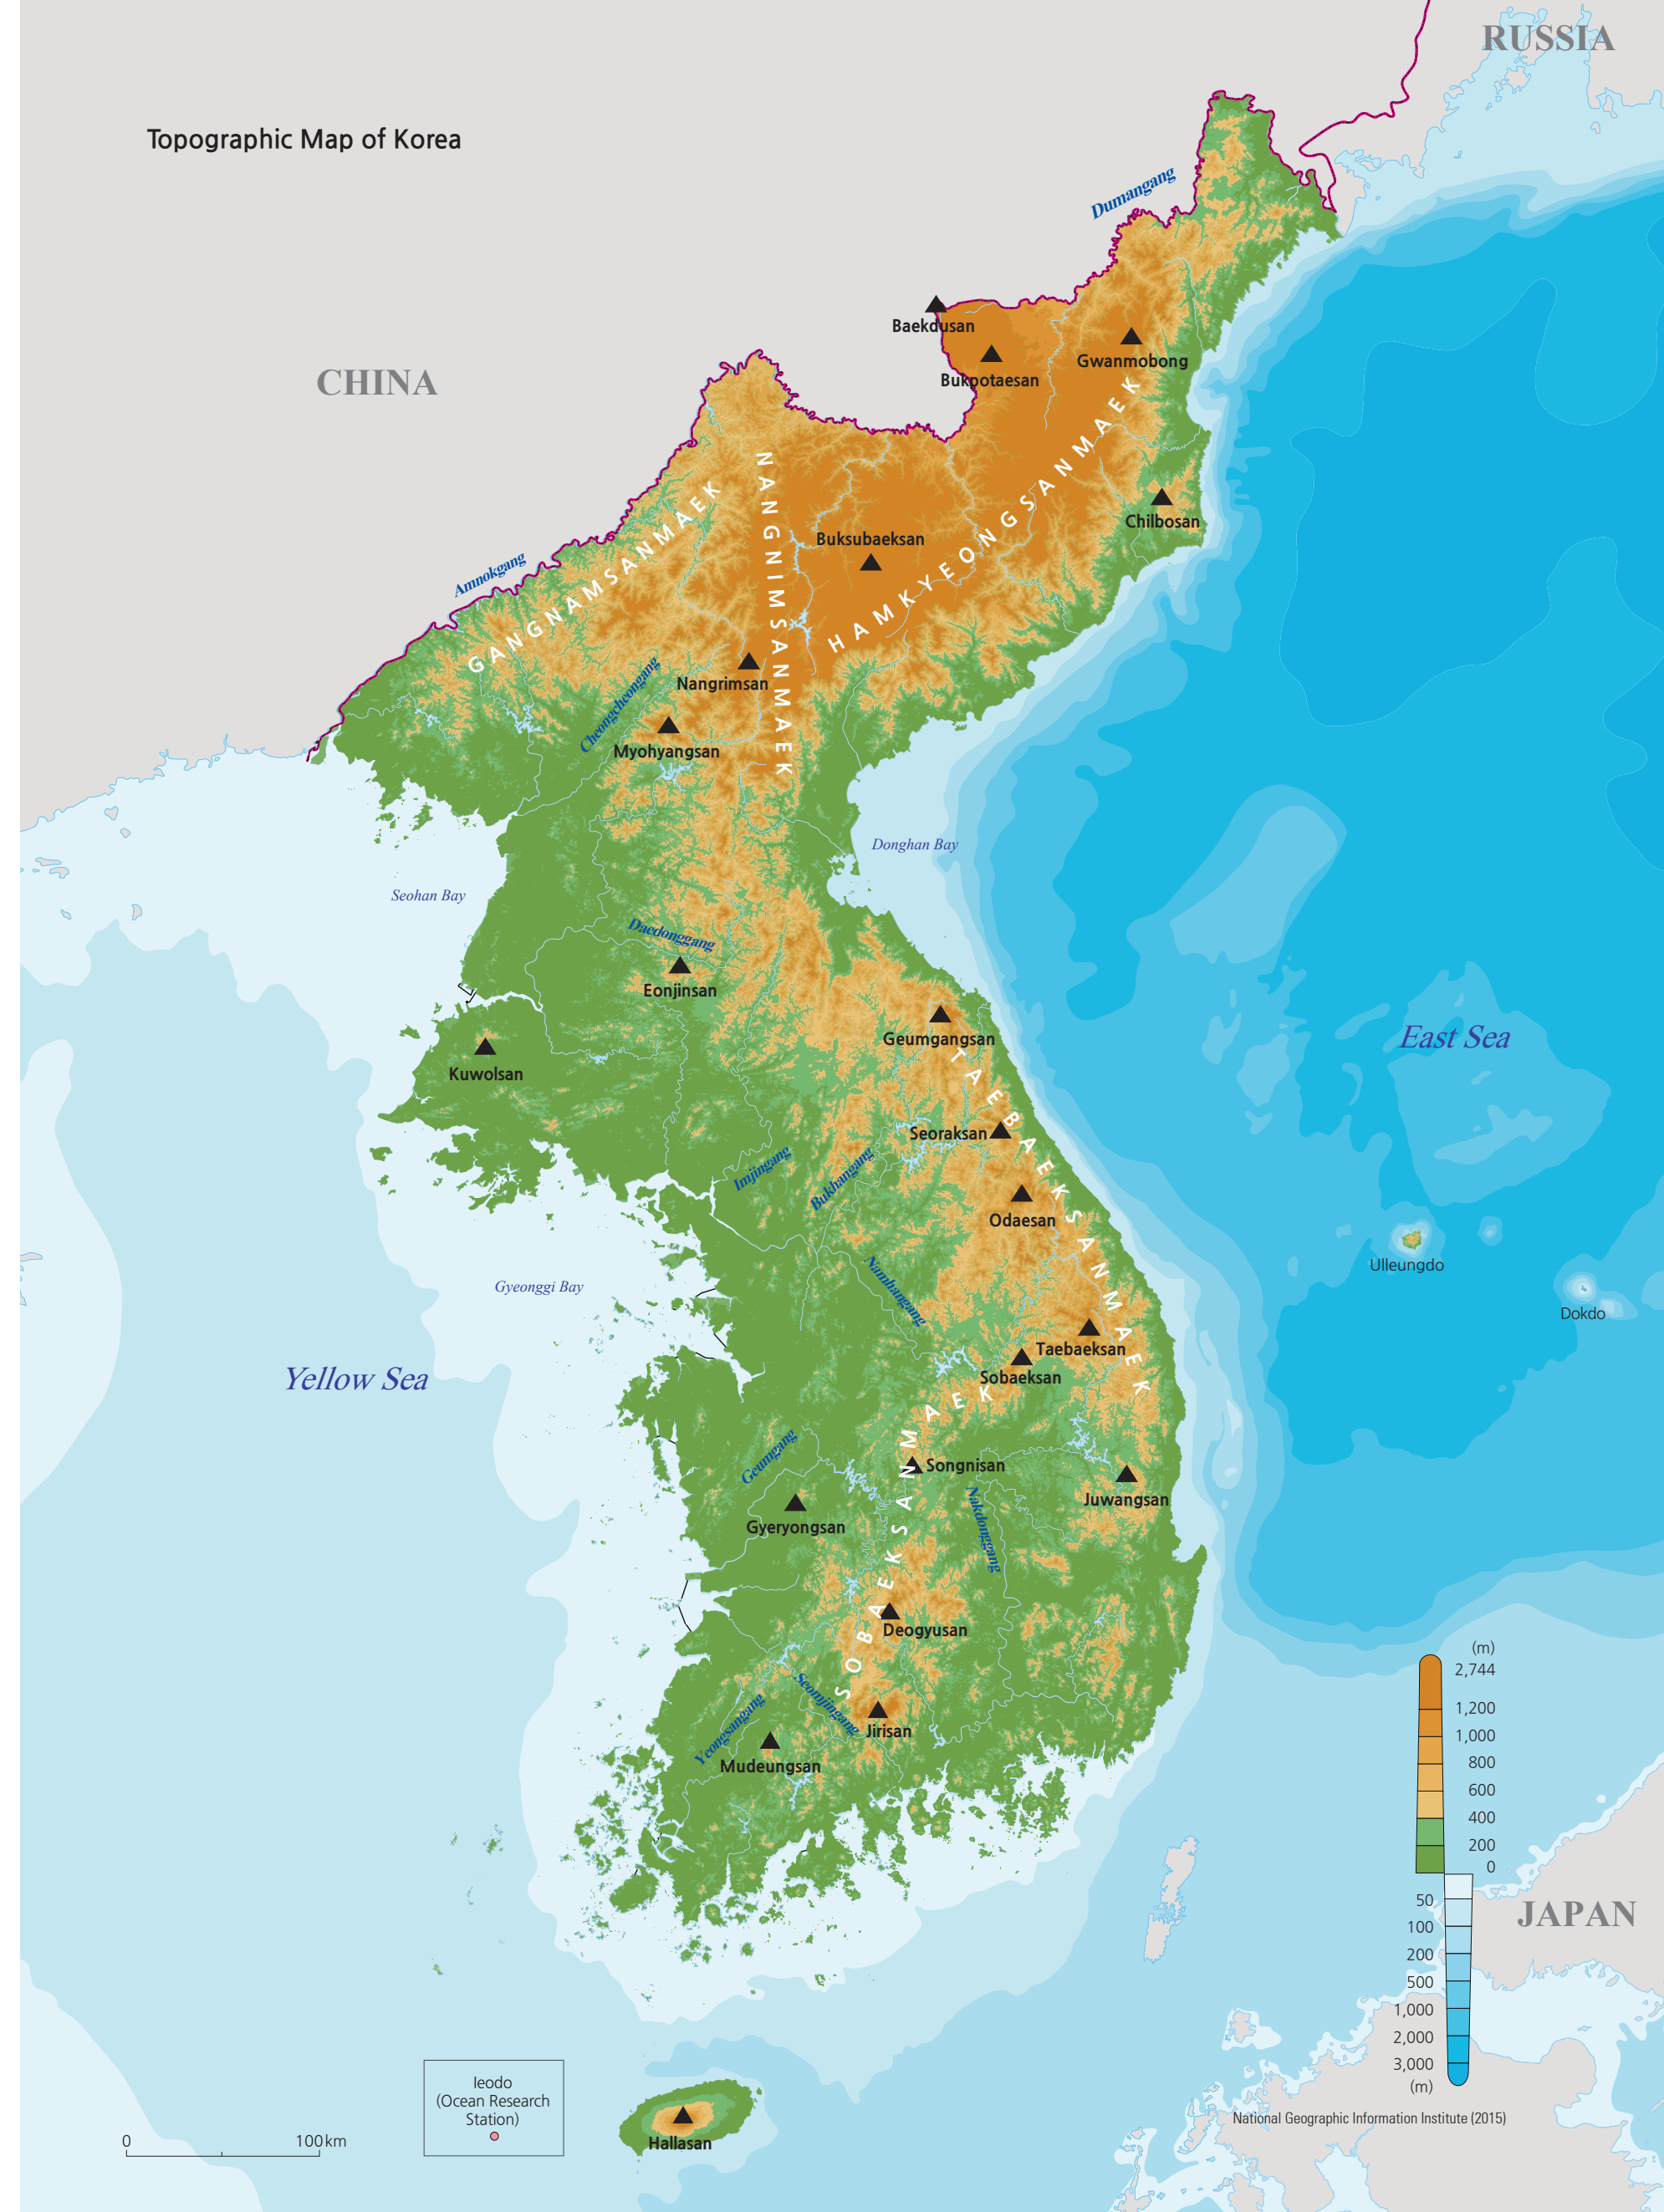 Topographic Map of Korea
RUSSIA
CHINA
Dumangang
Baekdusan
Bukpotaesan
Gwanmobong
Chilbosan
Buksubaeksan
HAMKYEONGSANMAEK
NANGNIMSANMAEK
GANGNAMSANMAEK
Amnokgang
Nangrimsan
Cheongcheongang
Myohyangsan
Donghan Bay
Seohan Bay
Daedonggang
Eonjinsan
Geumgangsan
Kuwolsan
East Sea
TAEBAEKSANMAEK
Seoraksan
Imjingang
Bukhangang
Odaesan
Ulleungdo
Dokdo
Gyeonggi Bay
Namhangang
Taebaeksan
Sobaeksan
Yellow Sea
SOBAEKSANMAEK
Geumgang
Songnisan
Juwangsan
Gyeryongsan
Nakdonggang
Deogyusan
Seomjingang
Yeongsangang
Jirisan
Mudeungsan
(m)
2,744
1,200
1,000
800
600
400
200
0
50
100
200
500
1,000
2,000
3,000
(m)
JAPAN
Ieodo
(Ocean Research
Station)
Hallasan
0 100 km
National Geographic Information Institute (2015)